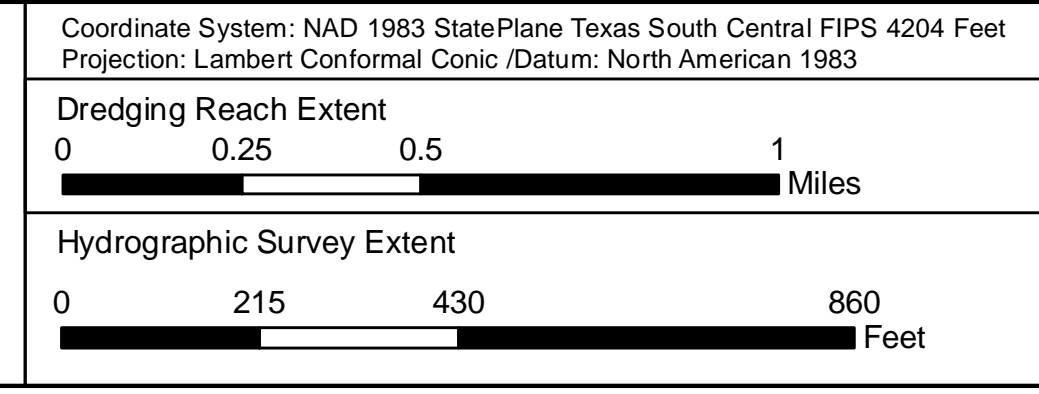 Coordinate System: NAD 1983 StatePlane Texas South Central FIPS 4204 Feet
Projection: Lambert Conformal Conic /Datum: North American 1983
Dredging Reach Extent
0 0.25 0.5 1
Miles
Hydrographic Survey Extent
0 215 430 860
Feet